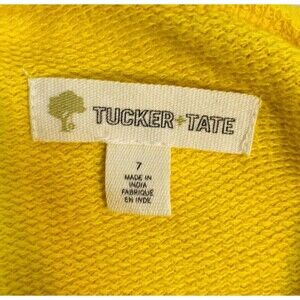 TUCKER+TATE
7
MADE IN
INDIA
FABRIQUÉ
EN INDE